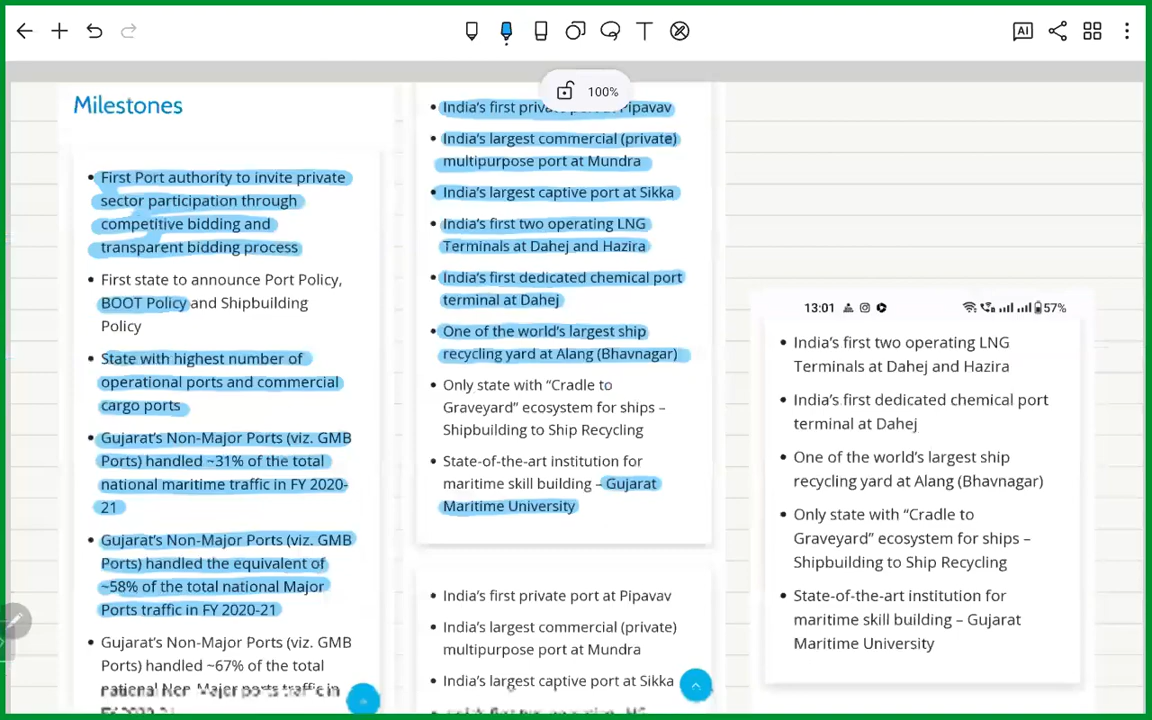 AI
100%
Milestones
• First Port authority to invite private
sector participation through
competitive bidding and
transparent bidding process
• First state to announce Port Policy,
BOOT Policy and Shipbuilding
Policy
• State with highest number of
operational ports and commercial
cargo ports
• Gujarat's Non-Major Ports (viz. GMB
Ports) handled ~31% of the total
national maritime traffic in FY 2020-
21
• Gujarat's Non-Major Ports (viz. GMB
Ports) handled the equivalent of
~58% of the total national Major
Ports traffic in FY 2020-21
• Gujarat's Non-Major Ports (viz. GMB
Ports) handled ~67% of the total
national Non-Major ports traffic in
FY 2020-21
• India's first private port at Pipavav
• India's largest commercial (private)
multipurpose port at Mundra
• India's largest captive port at Sikka
• India's first two operating LNG
Terminals at Dahej and Hazira
• India's first dedicated chemical port
terminal at Dahej
• One of the world's largest ship
recycling yard at Alang (Bhavnagar)
• Only state with "Cradle to
Graveyard" ecosystem for ships –
Shipbuilding to Ship Recycling
• State-of-the-art institution for
maritime skill building – Gujarat
Maritime University
• India's first private port at Pipavav
• India's largest commercial (private)
multipurpose port at Mundra
• India's largest captive port at Sikka
13:01 57%
• India's first two operating LNG
Terminals at Dahej and Hazira
• India's first dedicated chemical port
terminal at Dahej
• One of the world's largest ship
recycling yard at Alang (Bhavnagar)
• Only state with "Cradle to
Graveyard" ecosystem for ships –
Shipbuilding to Ship Recycling
• State-of-the-art institution for
maritime skill building – Gujarat
Maritime University